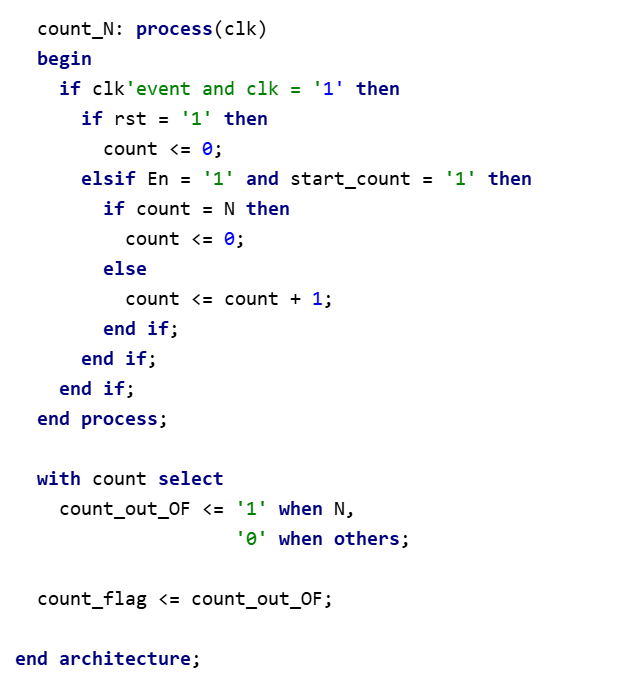 count_N: process(clk)
begin
if clk'event and clk = '1' then
if rst = '1' then
count <= 0;
elsif En = '1' and start_count = '1' then
if count = N then
count <= 0;
else
count <= count + 1;
end if;
end if;
end if;
end process;
with count select
count_out_OF <= '1' when N,
'0' when others;
count_flag <= count_out_OF;
end architecture;